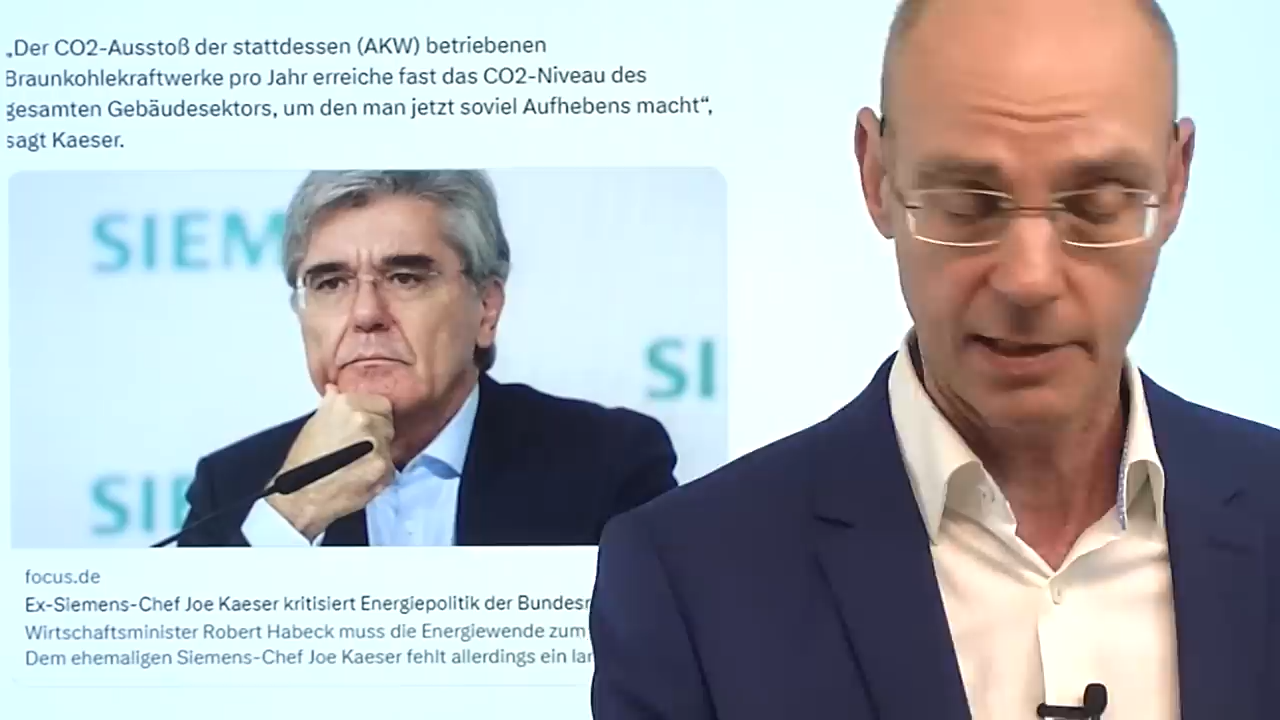 „Der CO2-Ausstoß der stattdessen (AKW) betriebenen
Braunkohlekraftwerke pro Jahr erreiche fast das CO2-Niveau des
gesamten Gebäudesektors, um den man jetzt soviel Aufhebens macht“,
sagt Kaeser.
SIEM
SI
SIE
focus.de
Ex-Siemens-Chef Joe Kaeser kritisiert Energiepolitik der Bundesr
Wirtschaftsminister Robert Habeck muss die Energiewende zum
Dem ehemaligen Siemens-Chef Joe Kaeser fehlt allerdings ein lan